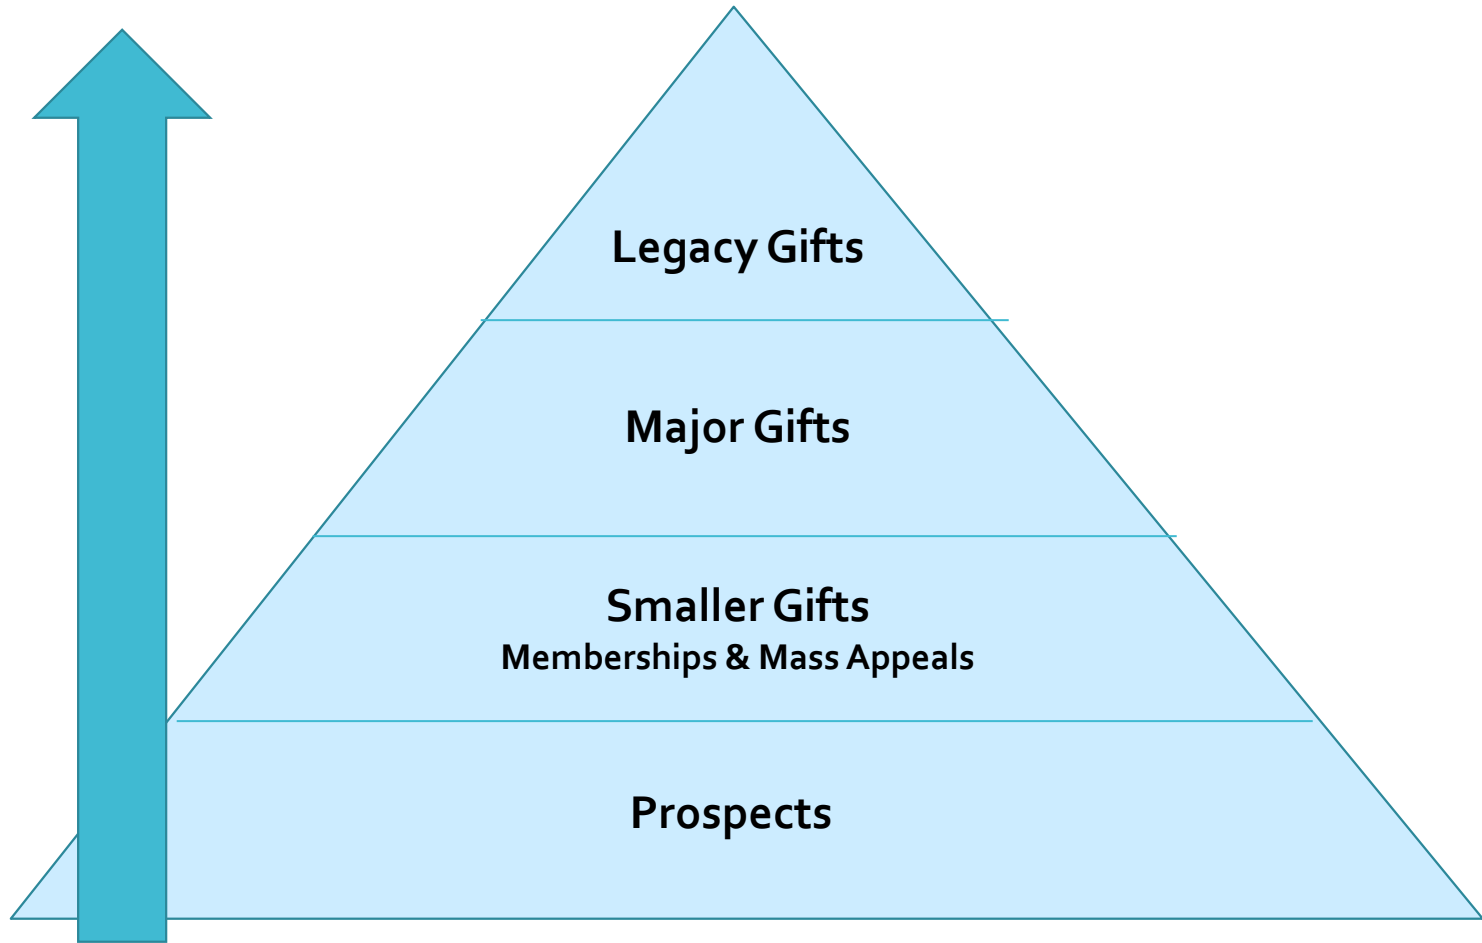 Legacy Gifts
Major Gifts
Smaller Gifts
Memberships & Mass Appeals
Prospects